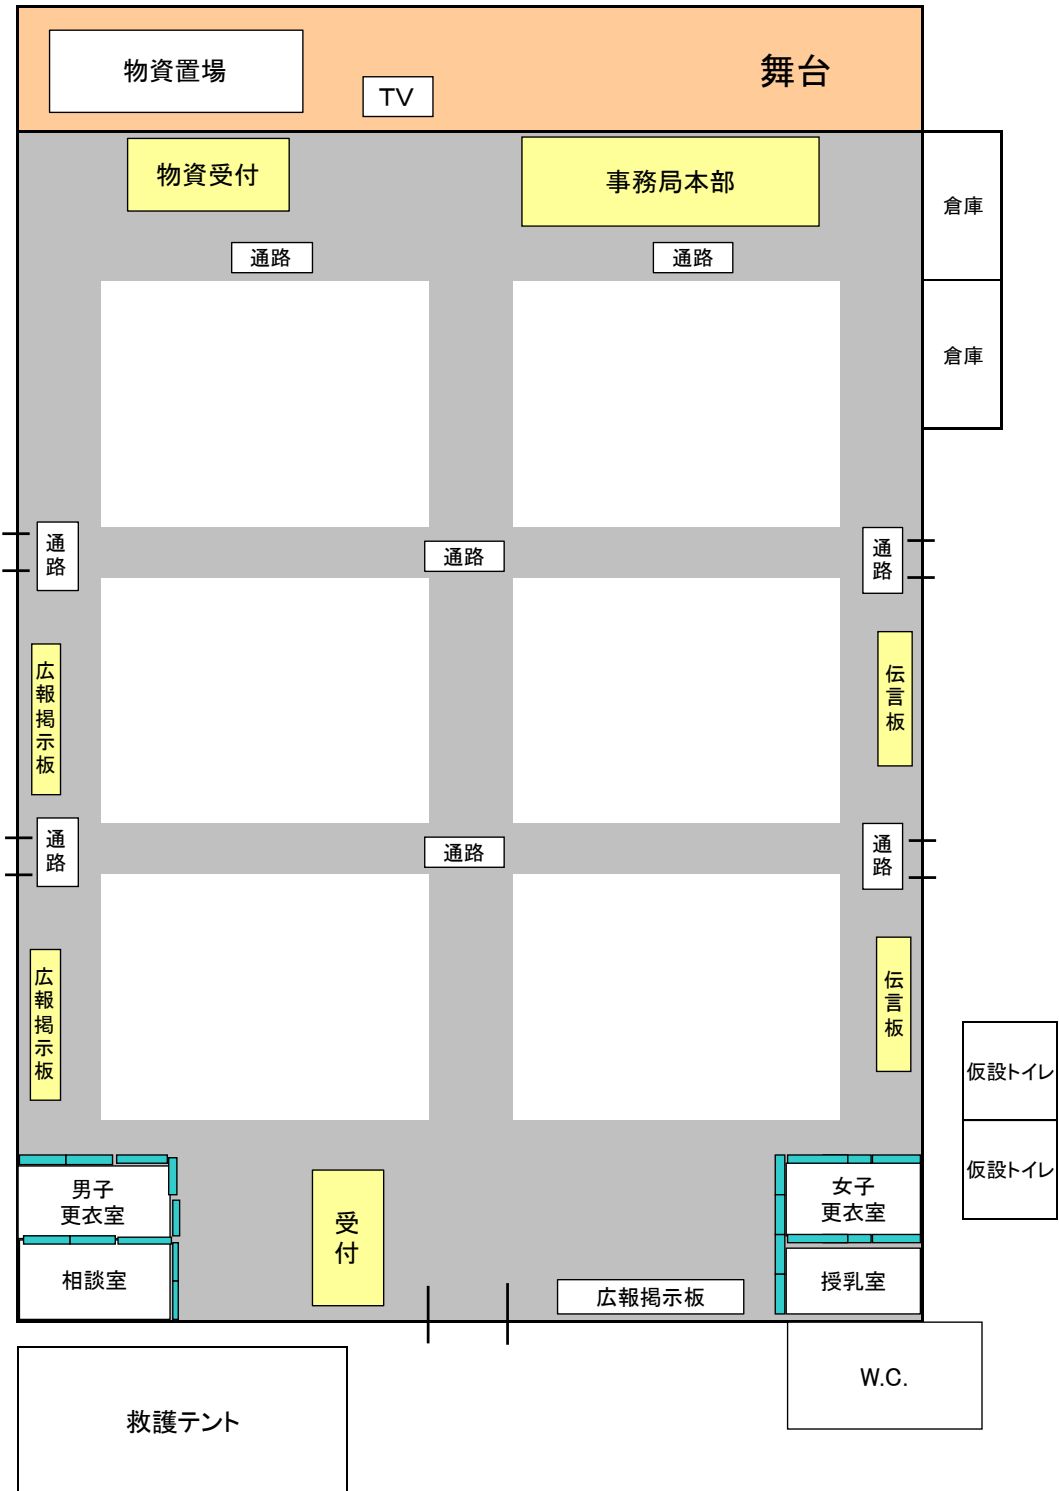 物資置場
TV
舞台
物資受付
事務局本部
倉庫
通路
通路
倉庫
通路
通路
通路
広報掲示板
伝言板
通路
通路
通路
広報掲示板
伝言板
仮設トイレ
仮設トイレ
男子
更衣室
受付
女子
更衣室
相談室
広報掲示板
授乳室
W.C.
救護テント